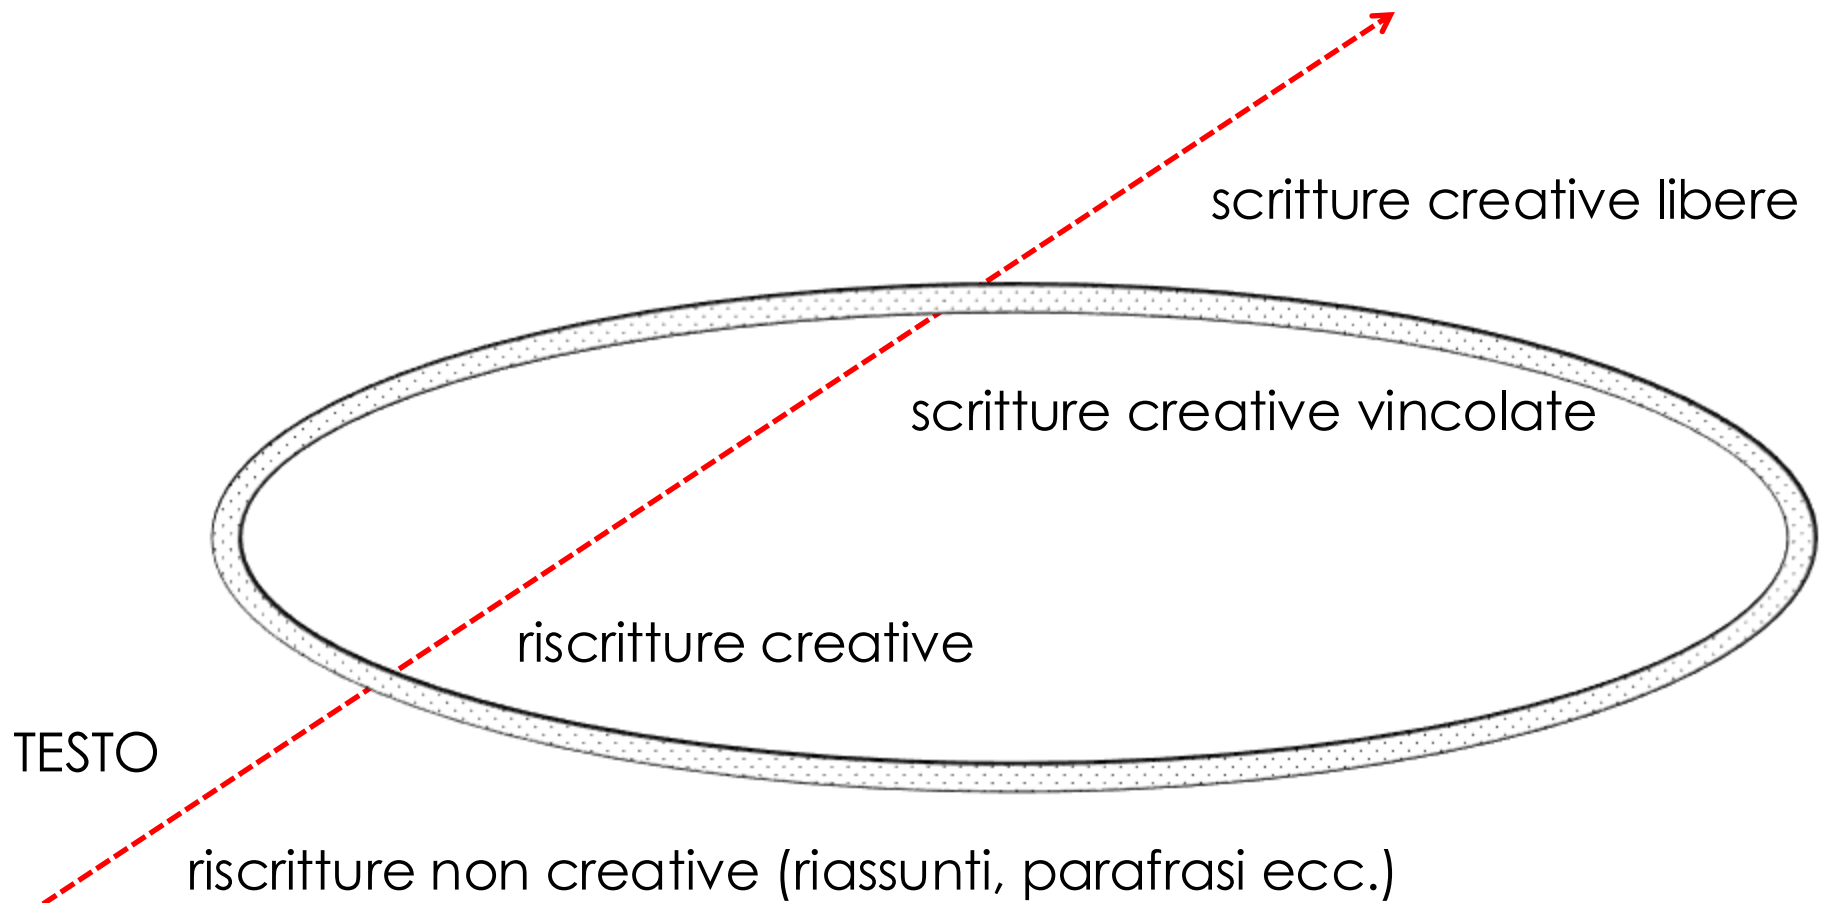 scritture creative libere
scritture creative vincolate
riscritture creative
TESTO
riscritture non creative (riassunti, parafrasi ecc.)